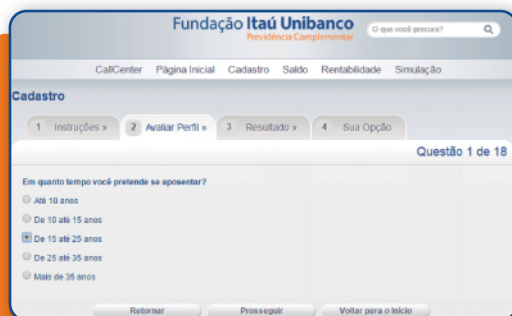 Fundação Itaú Unibanco
Previdência Complementar
O que você procura?
CallCenter Página Inicial Cadastro Saldo Rentabilidade Simulação
Cadastro
1 Instruções » 2 Avaliar Perfil » 3 Resultado » 4 Sua Opção
Questão 1 de 18
Em quanto tempo você pretende se aposentar?
Até 10 anos
De 10 até 15 anos
De 15 até 25 anos
De 25 até 35 anos
Mais de 35 anos
Retornar Prosseguir Voltar para o Início